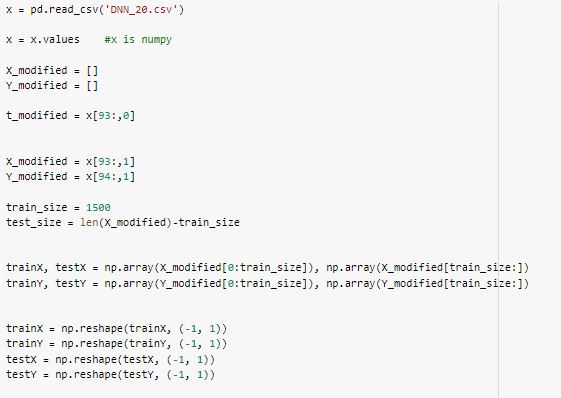 x = pd.read_csv('DNN_20.csv')
x = x.values    #x is numpy
X_modified = []
Y_modified = []
t_modified = x[93:,0]
X_modified = x[93:,1]
Y_modified = x[94:,1]
train_size = 1500
test_size = len(X_modified)-train_size
trainX, testX = np.array(X_modified[0:train_size]), np.array(X_modified[train_size:])
trainY, testY = np.array(Y_modified[0:train_size]), np.array(Y_modified[train_size:])
trainX = np.reshape(trainX, (-1, 1))
trainY = np.reshape(trainY, (-1, 1))
testX = np.reshape(testX, (-1, 1))
testY = np.reshape(testY, (-1, 1))